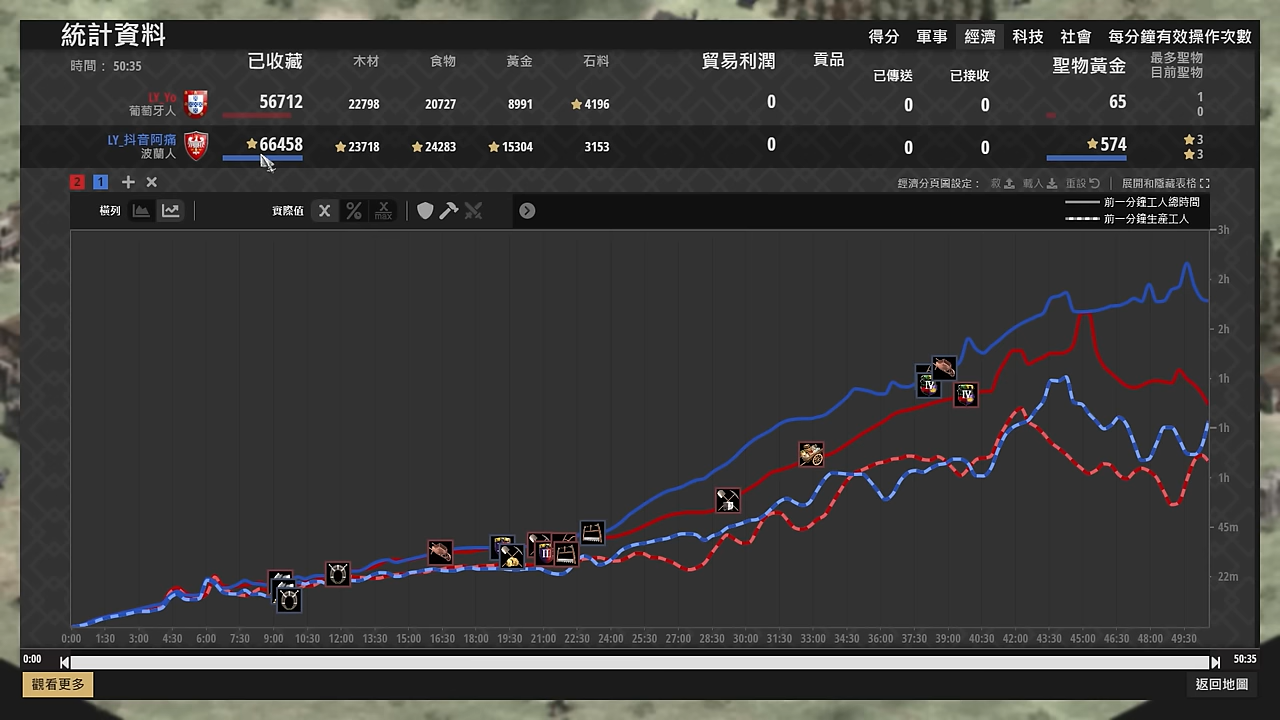 統計資料
得分 軍事 經濟 科技 社會 每分鐘有效操作次數
時間： 50:35
已收藏 木材 食物 黃金 石料 貿易利潤 貢品 已傳送 已接收 聖物黃金 最多聖物
目前聖物
LY_Yo
葡萄牙人
56712 22798 20727 8991 4196 0 0 0 65 1
0
LY_抖音阿痛
波蘭人
66458 23718 24283 15304 3153 0 0 0 574 3
3
2 1
經濟分頁圖設定： 載入 重設 展開和隱藏表格
橫列 實際值 X % X max
前一分鐘工人總時間
前一分鐘生產工人
3h
2h
2h
1h
1h
1h
45m
22m
IV
IV
II
0:00 1:30 3:00 4:30 6:00 7:30 9:00 10:30 12:00 13:30 15:00 16:30 18:00 19:30 21:00 22:30 24:00 25:30 27:00 28:30 30:00 31:30 33:00 34:30 36:00 37:30 39:00 40:30 42:00 43:30 45:00 46:30 48:00 49:30
0:00 50:35
觀看更多 返回地圖